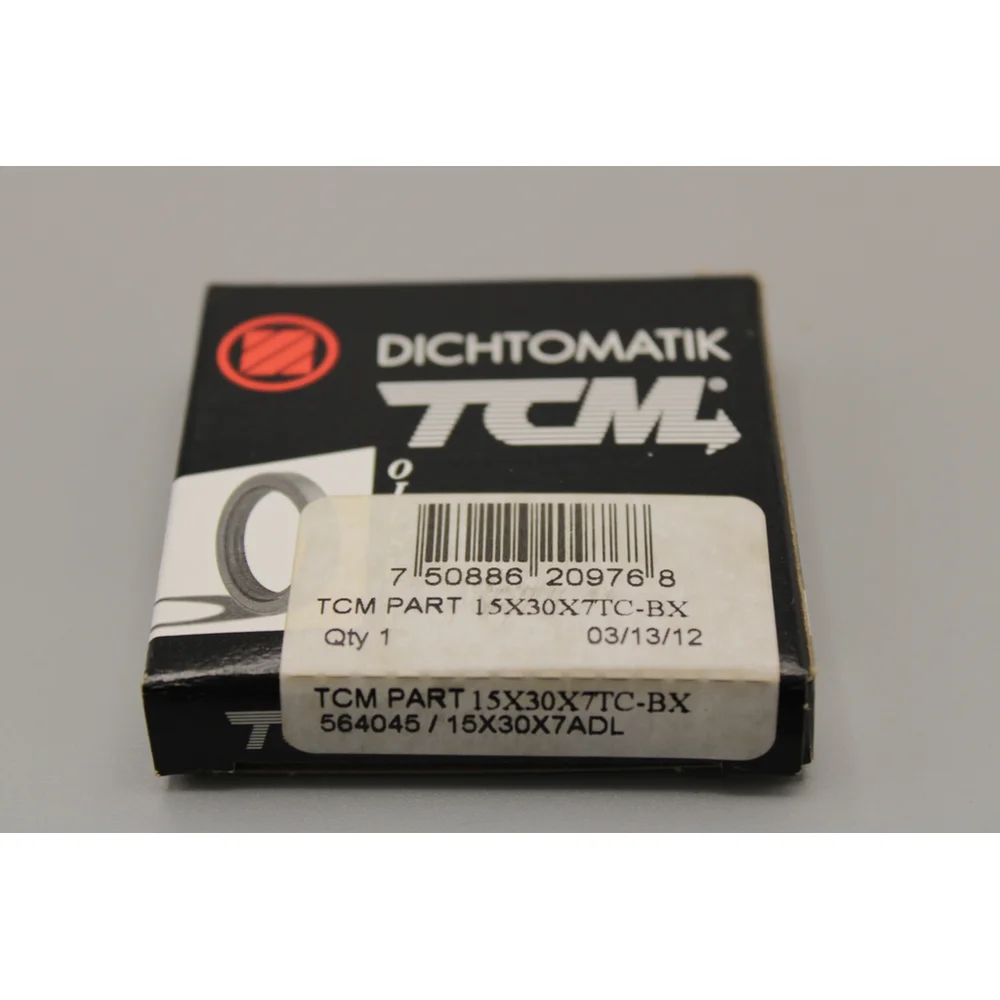 DICHTOMATIK
TCM
7 50886 20976 8
TCM PART 15X30X7TC-BX
Qty 1 03/13/12
TCM PART 15X30X7TC-BX
564045 / 15X30X7ADL